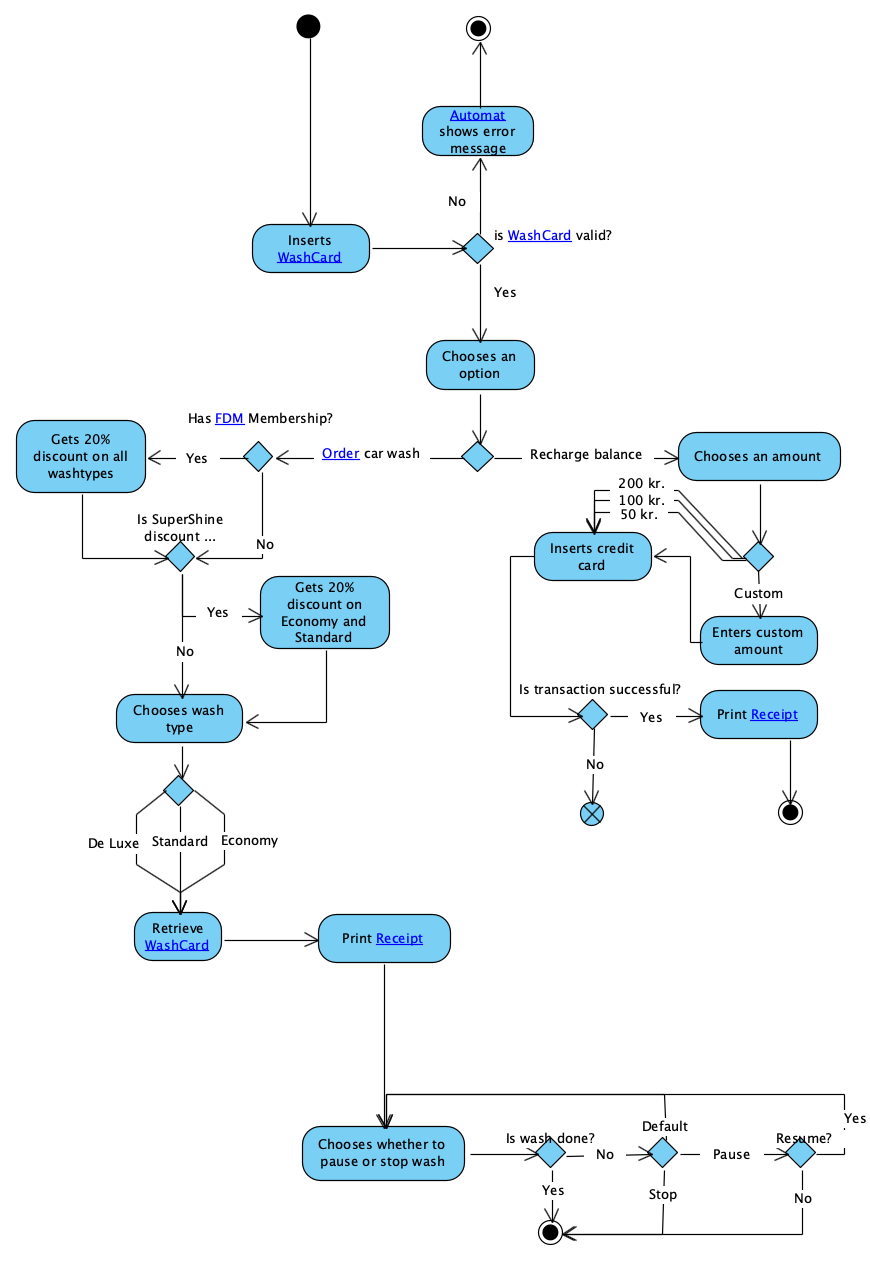 Automat
shows error
message
No
is WashCard valid?
Inserts
WashCard
Yes
Chooses an
option
Has FDM Membership?
Gets 20%
discount on all
washtypes
Yes
Order car wash
Recharge balance
Chooses an amount
200 kr.
100 kr.
50 kr.
Is SuperShine
discount ...
No
Inserts credit
card
Custom
Gets 20%
discount on
Economy and
Standard
Yes
Enters custom
amount
No
Is transaction successful?
Chooses wash
type
Yes
Print Receipt
No
De Luxe
Standard
Economy
Retrieve
WashCard
Print Receipt
Yes
Default
Is wash done?
Resume?
Chooses whether to
pause or stop wash
No
Pause
Yes
Stop
No